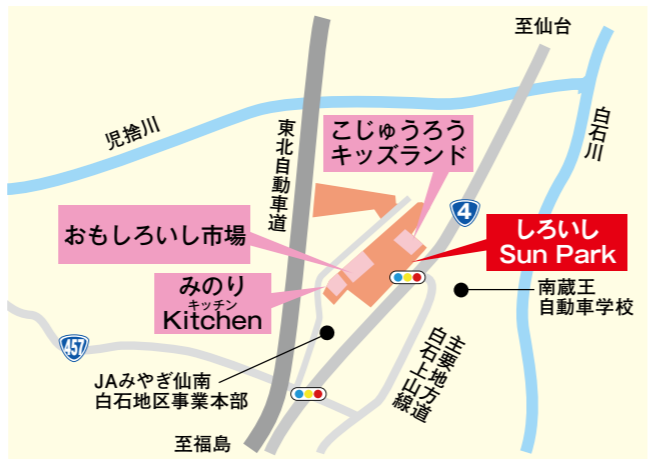 至仙台
児捨川
東北自動車道
白石川
こじゅうろう
キッズランド
4
おもしろいし市場
しろいし
Sun Park
みのり
キッチン
Kitchen
南蔵王
自動車学校
457
主要地方道
白石上山線
JAみやぎ仙南
白石地区事業本部
至福島